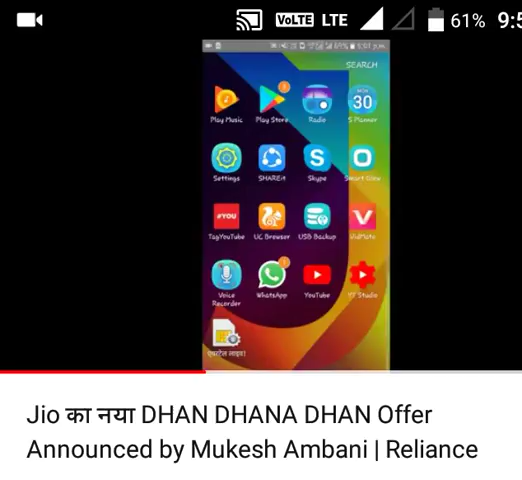 VoLTE LTE 61% 9:5
SEARCH
30
Play Music Play Store Radio S Planner
Settings SHAREit Skype Smart Glow
#YOU
TagYouTube UC Browser USB Backup VidMate
Voice Recorder WhatsApp YouTube YT Studio
Jio का नया DHAN DHANA DHAN Offer
Announced by Mukesh Ambani | Reliance